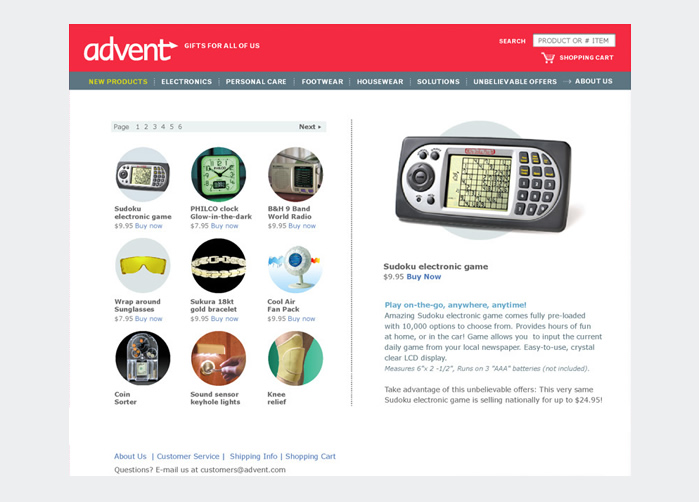 advent GIFTS FOR ALL OF US
SEARCH PRODUCT OR # ITEM
SHOPPING CART
NEW PRODUCTS | ELECTRONICS | PERSONAL CARE | FOOTWEAR | HOUSEWEAR | SOLUTIONS | UNBELIEVABLE OFFERS → ABOUT US
Page 1 2 3 4 5 6 Next ▸
Sudoku
electronic game
$9.95 Buy now
PHILCO clock
Glow-in-the-dark
$7.95 Buy now
B&H 9 Band
World Radio
$9.95 Buy now
Wrap around
Sunglasses
$7.95 Buy now
Sukura 18kt
gold bracelet
$9.95 Buy now
Cool Air
Fan Pack
$9.95 Buy now
Coin
Sorter
Sound sensor
keyhole lights
Knee
relief
Sudoku electronic game
$9.95 Buy Now
Play on-the-go, anywhere, anytime!
Amazing Sudoku electronic game comes fully pre-loaded
with 10,000 options to choose from. Provides hours of fun
at home, or in the car! Game allows you to input the current
daily game from your local newspaper. Easy-to-use, crystal
clear LCD display.
Measures 6"x 2 -1/2", Runs on 3 "AAA" batteries (not included).
Take advantage of this unbelievable offers: This very same
Sudoku electronic game is selling nationally for up to $24.95!
About Us | Customer Service | Shipping Info | Shopping Cart
Questions? E-mail us at customers@advent.com